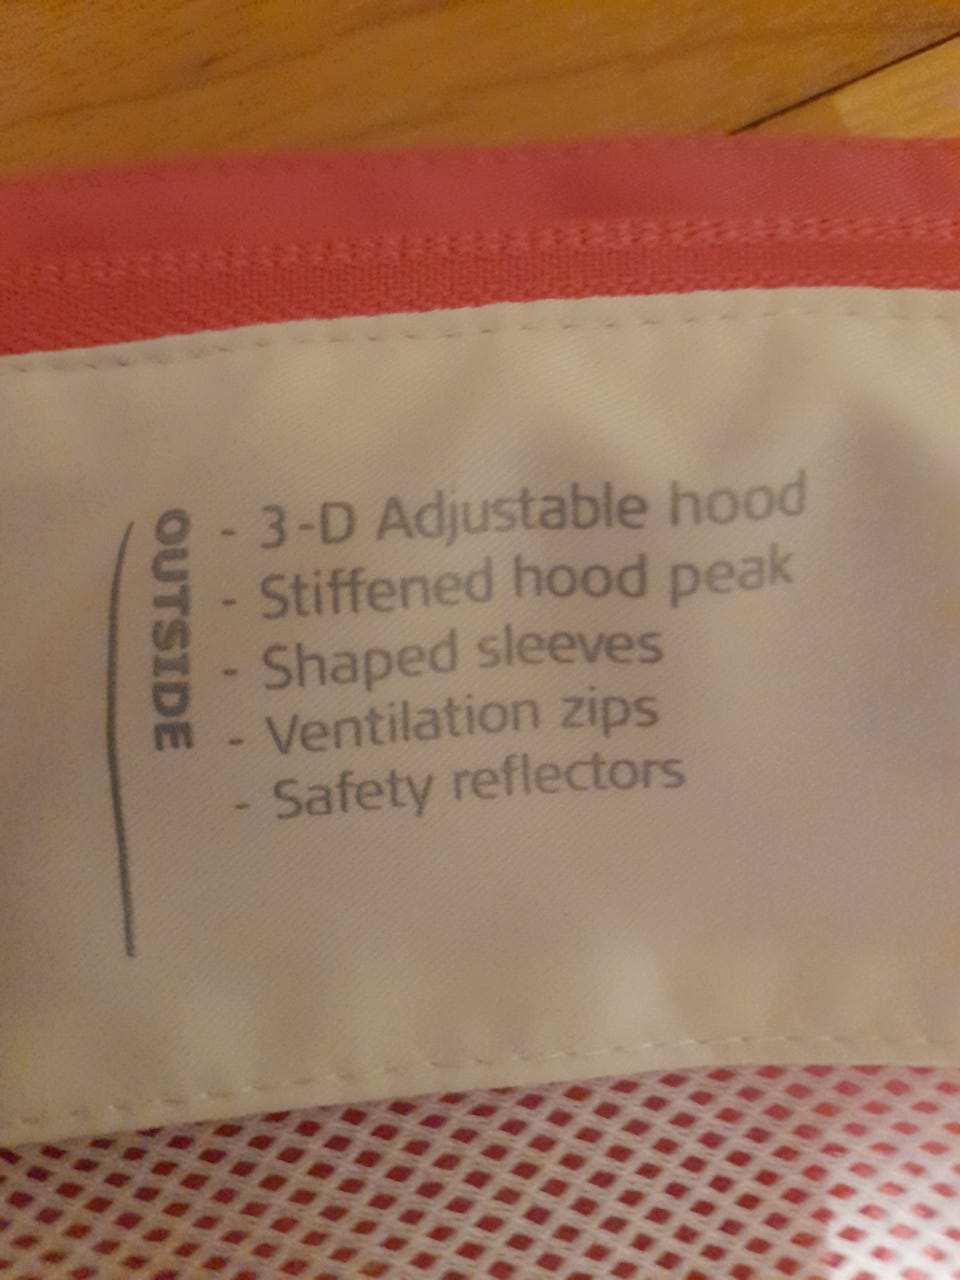 OUTSIDE
- 3-D Adjustable hood
- Stiffened hood peak
- Shaped sleeves
- Ventilation zips
- Safety reflectors